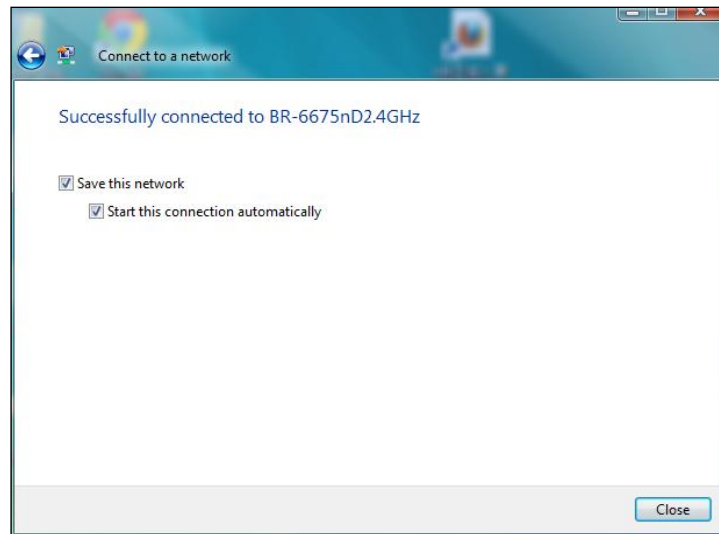 Connect to a network
Successfully connected to BR-6675nD2.4GHz
Save this network
Start this connection automatically
Close